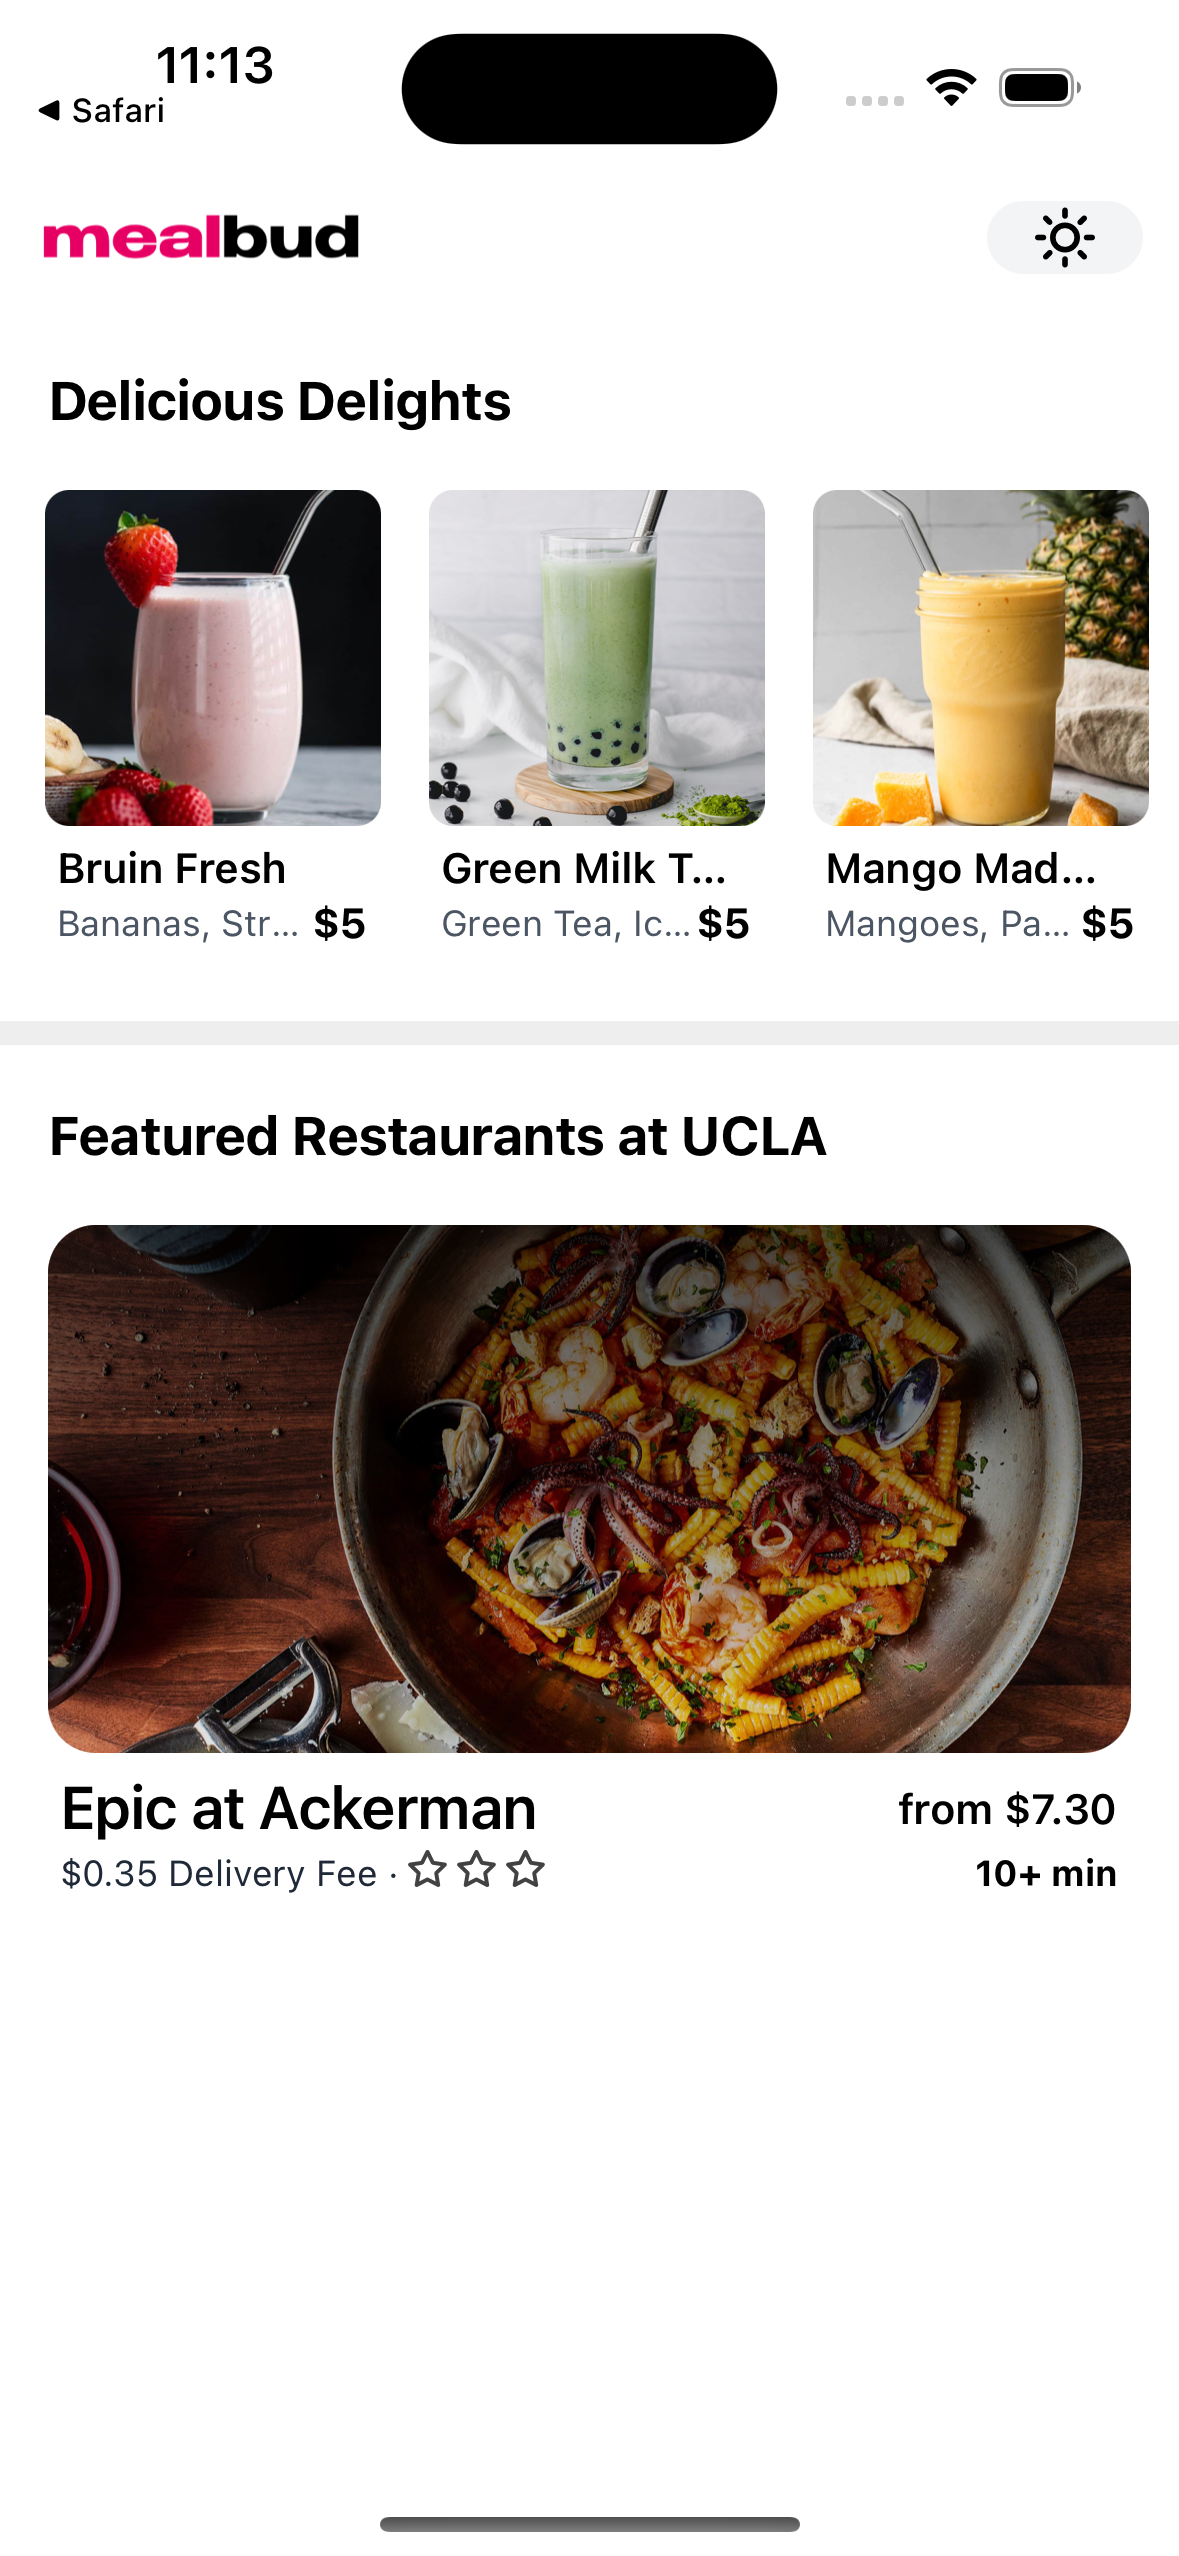 11:13
◀ Safari
mealbud
Delicious Delights
Bruin Fresh
Bananas, Str... $5
Green Milk T...
Green Tea, Ic... $5
Mango Mad...
Mangoes, Pa... $5
Featured Restaurants at UCLA
Epic at Ackerman
from $7.30
$0.35 Delivery Fee ·
10+ min